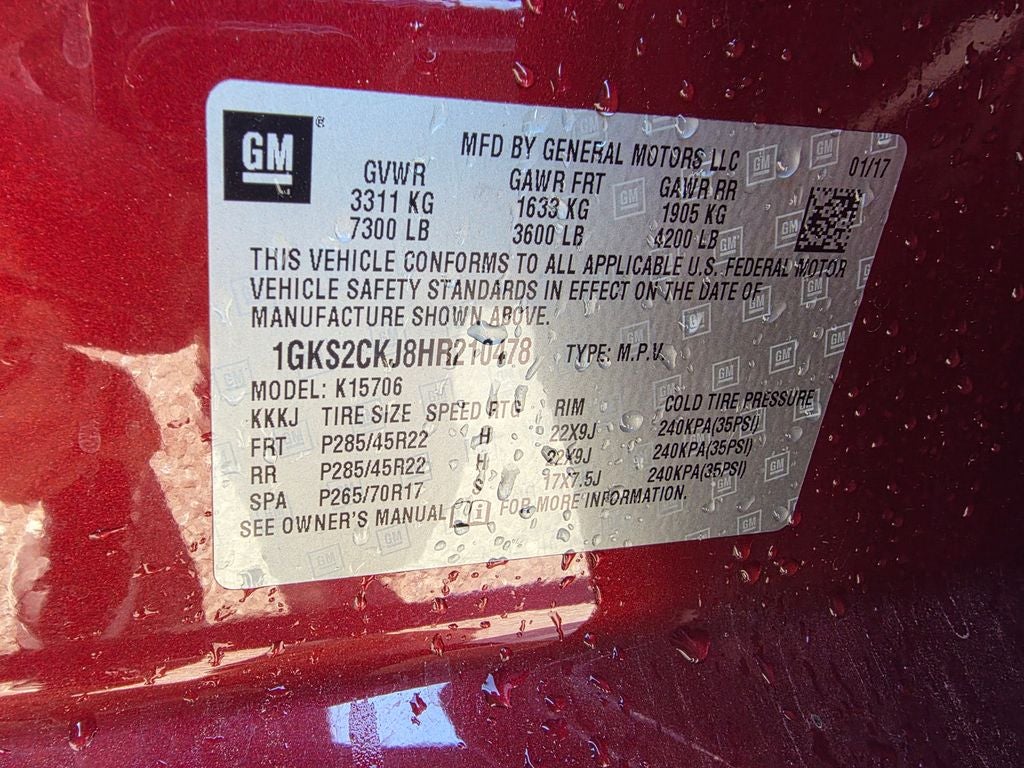 GM®
MFD BY GENERAL MOTORS LLC
01/17
GVWR GAWR FRT GAWR RR
3311 KG 1633 KG 1905 KG
7300 LB 3600 LB 4200 LB
THIS VEHICLE CONFORMS TO ALL APPLICABLE U.S. FEDERAL MOTOR
VEHICLE SAFETY STANDARDS IN EFFECT ON THE DATE OF
MANUFACTURE SHOWN ABOVE.
1GKS2CKJ8HR210478 TYPE: M.P.V.
MODEL: K15706
KKKJ TIRE SIZE SPEED RTG RIM COLD TIRE PRESSURE
FRT P285/45R22 H 22X9J 240KPA(35PSI)
RR P285/45R22 H 22X9J 240KPA(35PSI)
SPA P265/70R17 S 17X7.5J 240KPA(35PSI)
SEE OWNER'S MANUAL i FOR MORE INFORMATION.